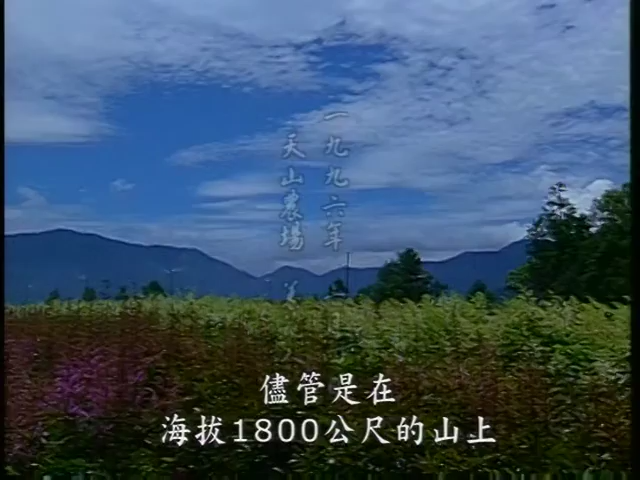 一九九六年
天山農場
儘管是在
海拔1800公尺的山上